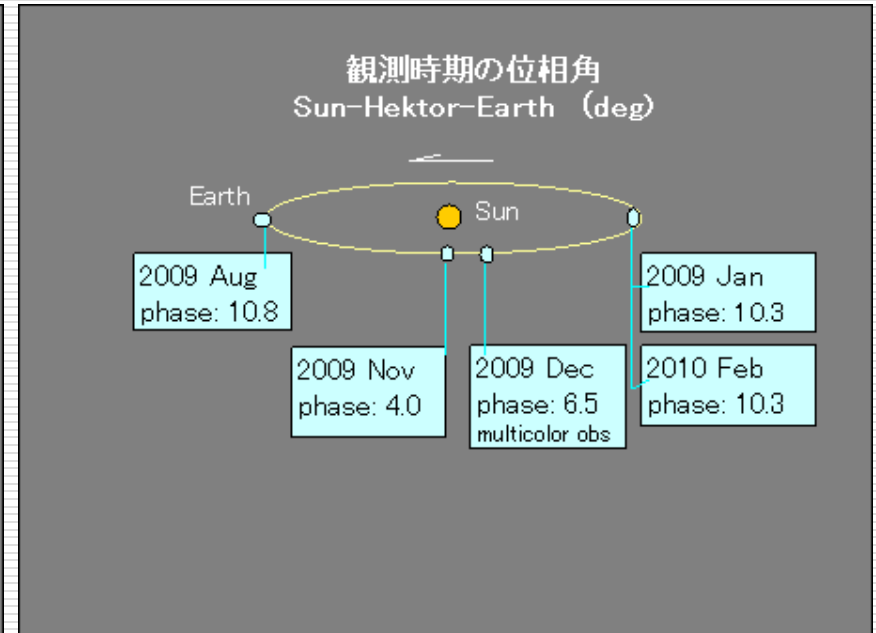 観測時期の位相角
Sun-Hektor-Earth (deg)
Earth
Sun
2009 Aug
phase: 10.8
2009 Nov
phase: 4.0
2009 Dec
phase: 6.5
multicolor obs
2009 Jan
phase: 10.3
2010 Feb
phase: 10.3